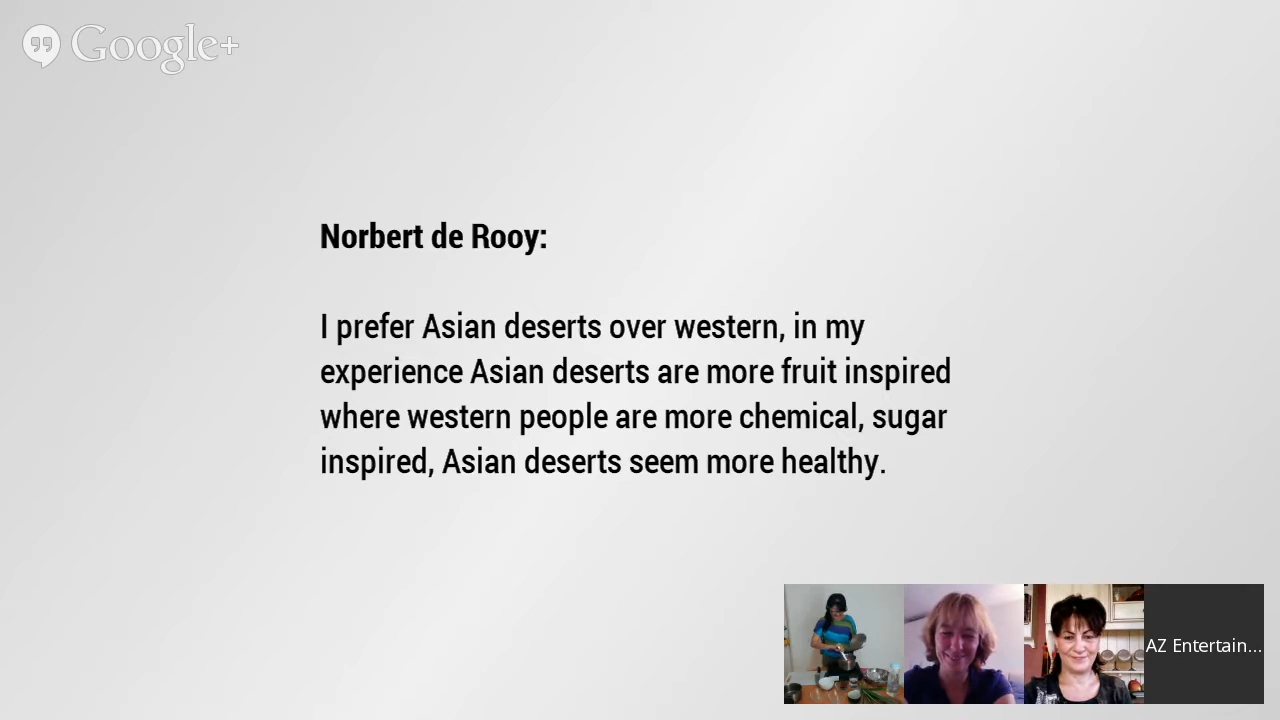 Google+
Norbert de Rooy:
I prefer Asian deserts over western, in my
experience Asian deserts are more fruit inspired
where western people are more chemical, sugar
inspired, Asian deserts seem more healthy.
AZ Entertain...